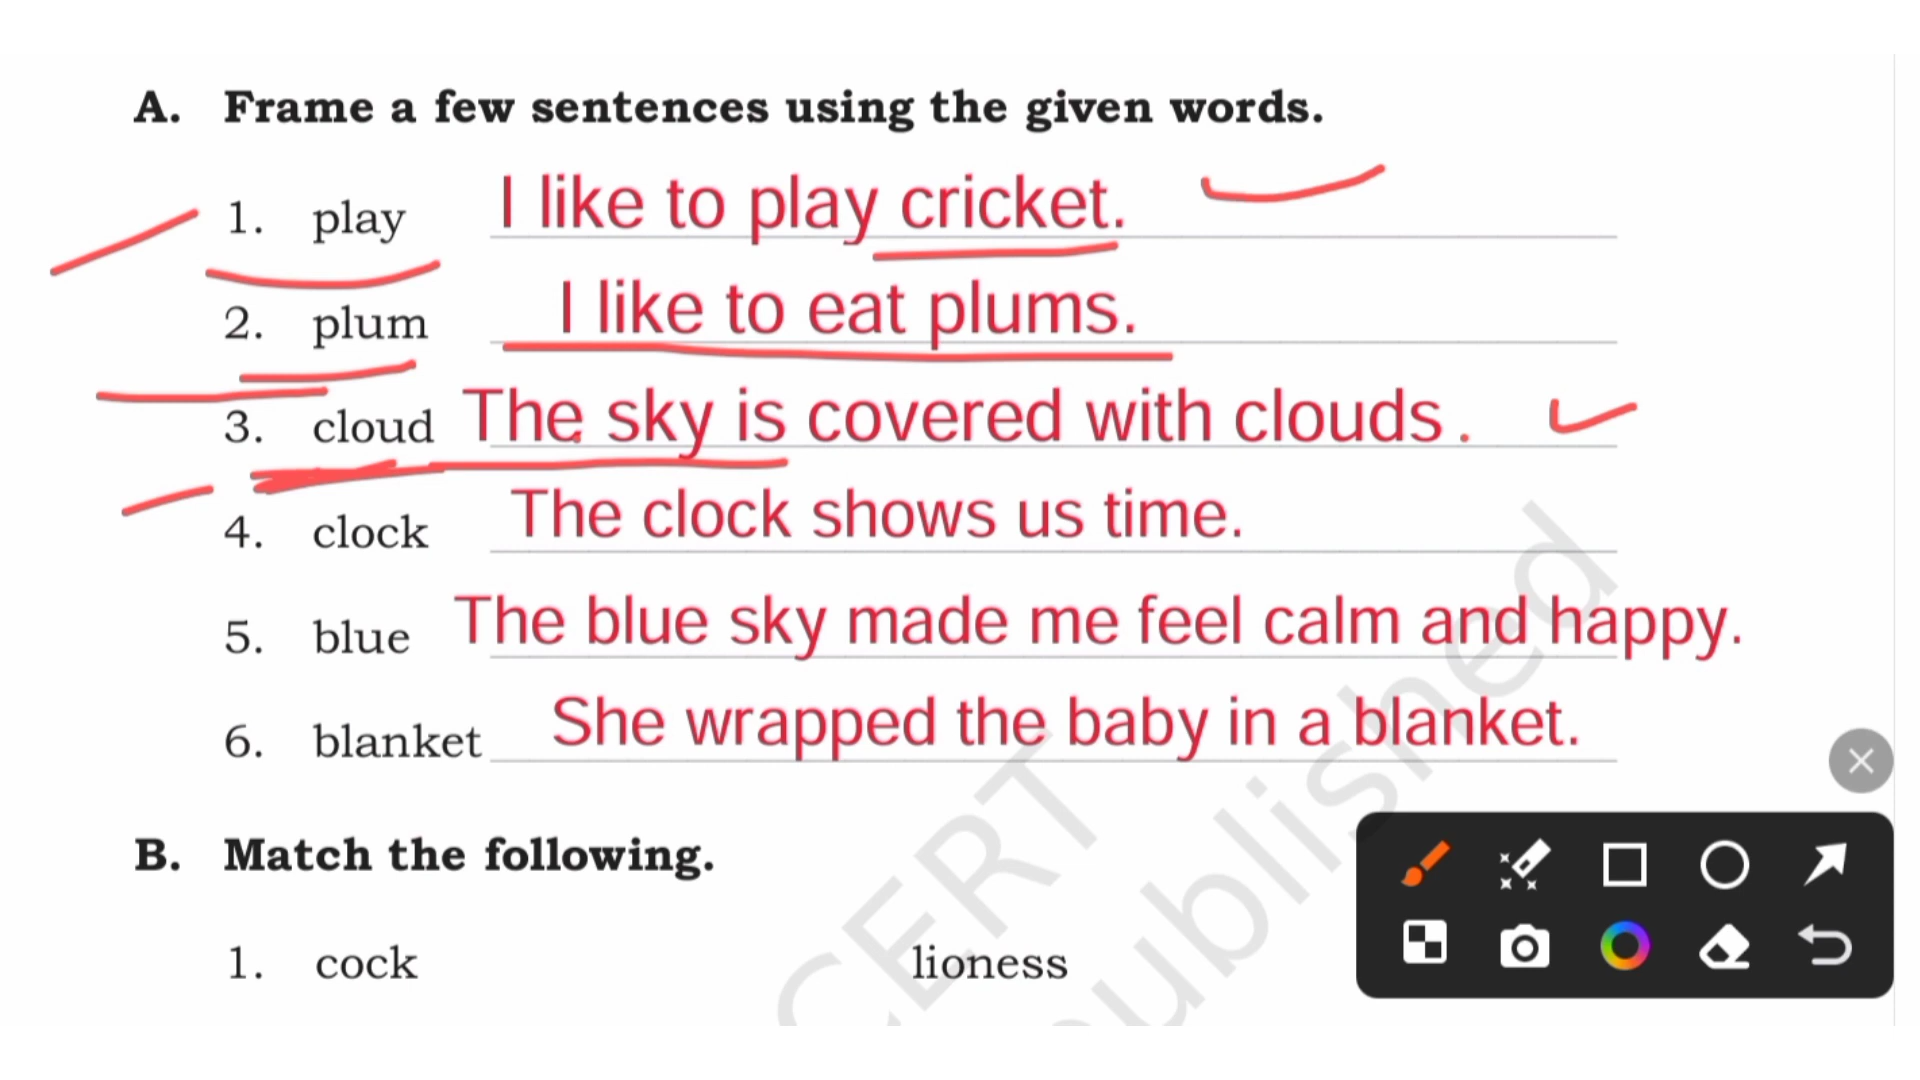 A. Frame a few sentences using the given words.
1. play I like to play cricket.
2. plum I like to eat plums.
3. cloud The sky is covered with clouds.
4. clock The clock shows us time.
5. blue The blue sky made me feel calm and happy.
6. blanket She wrapped the baby in a blanket.
B. Match the following.
1. cock lioness